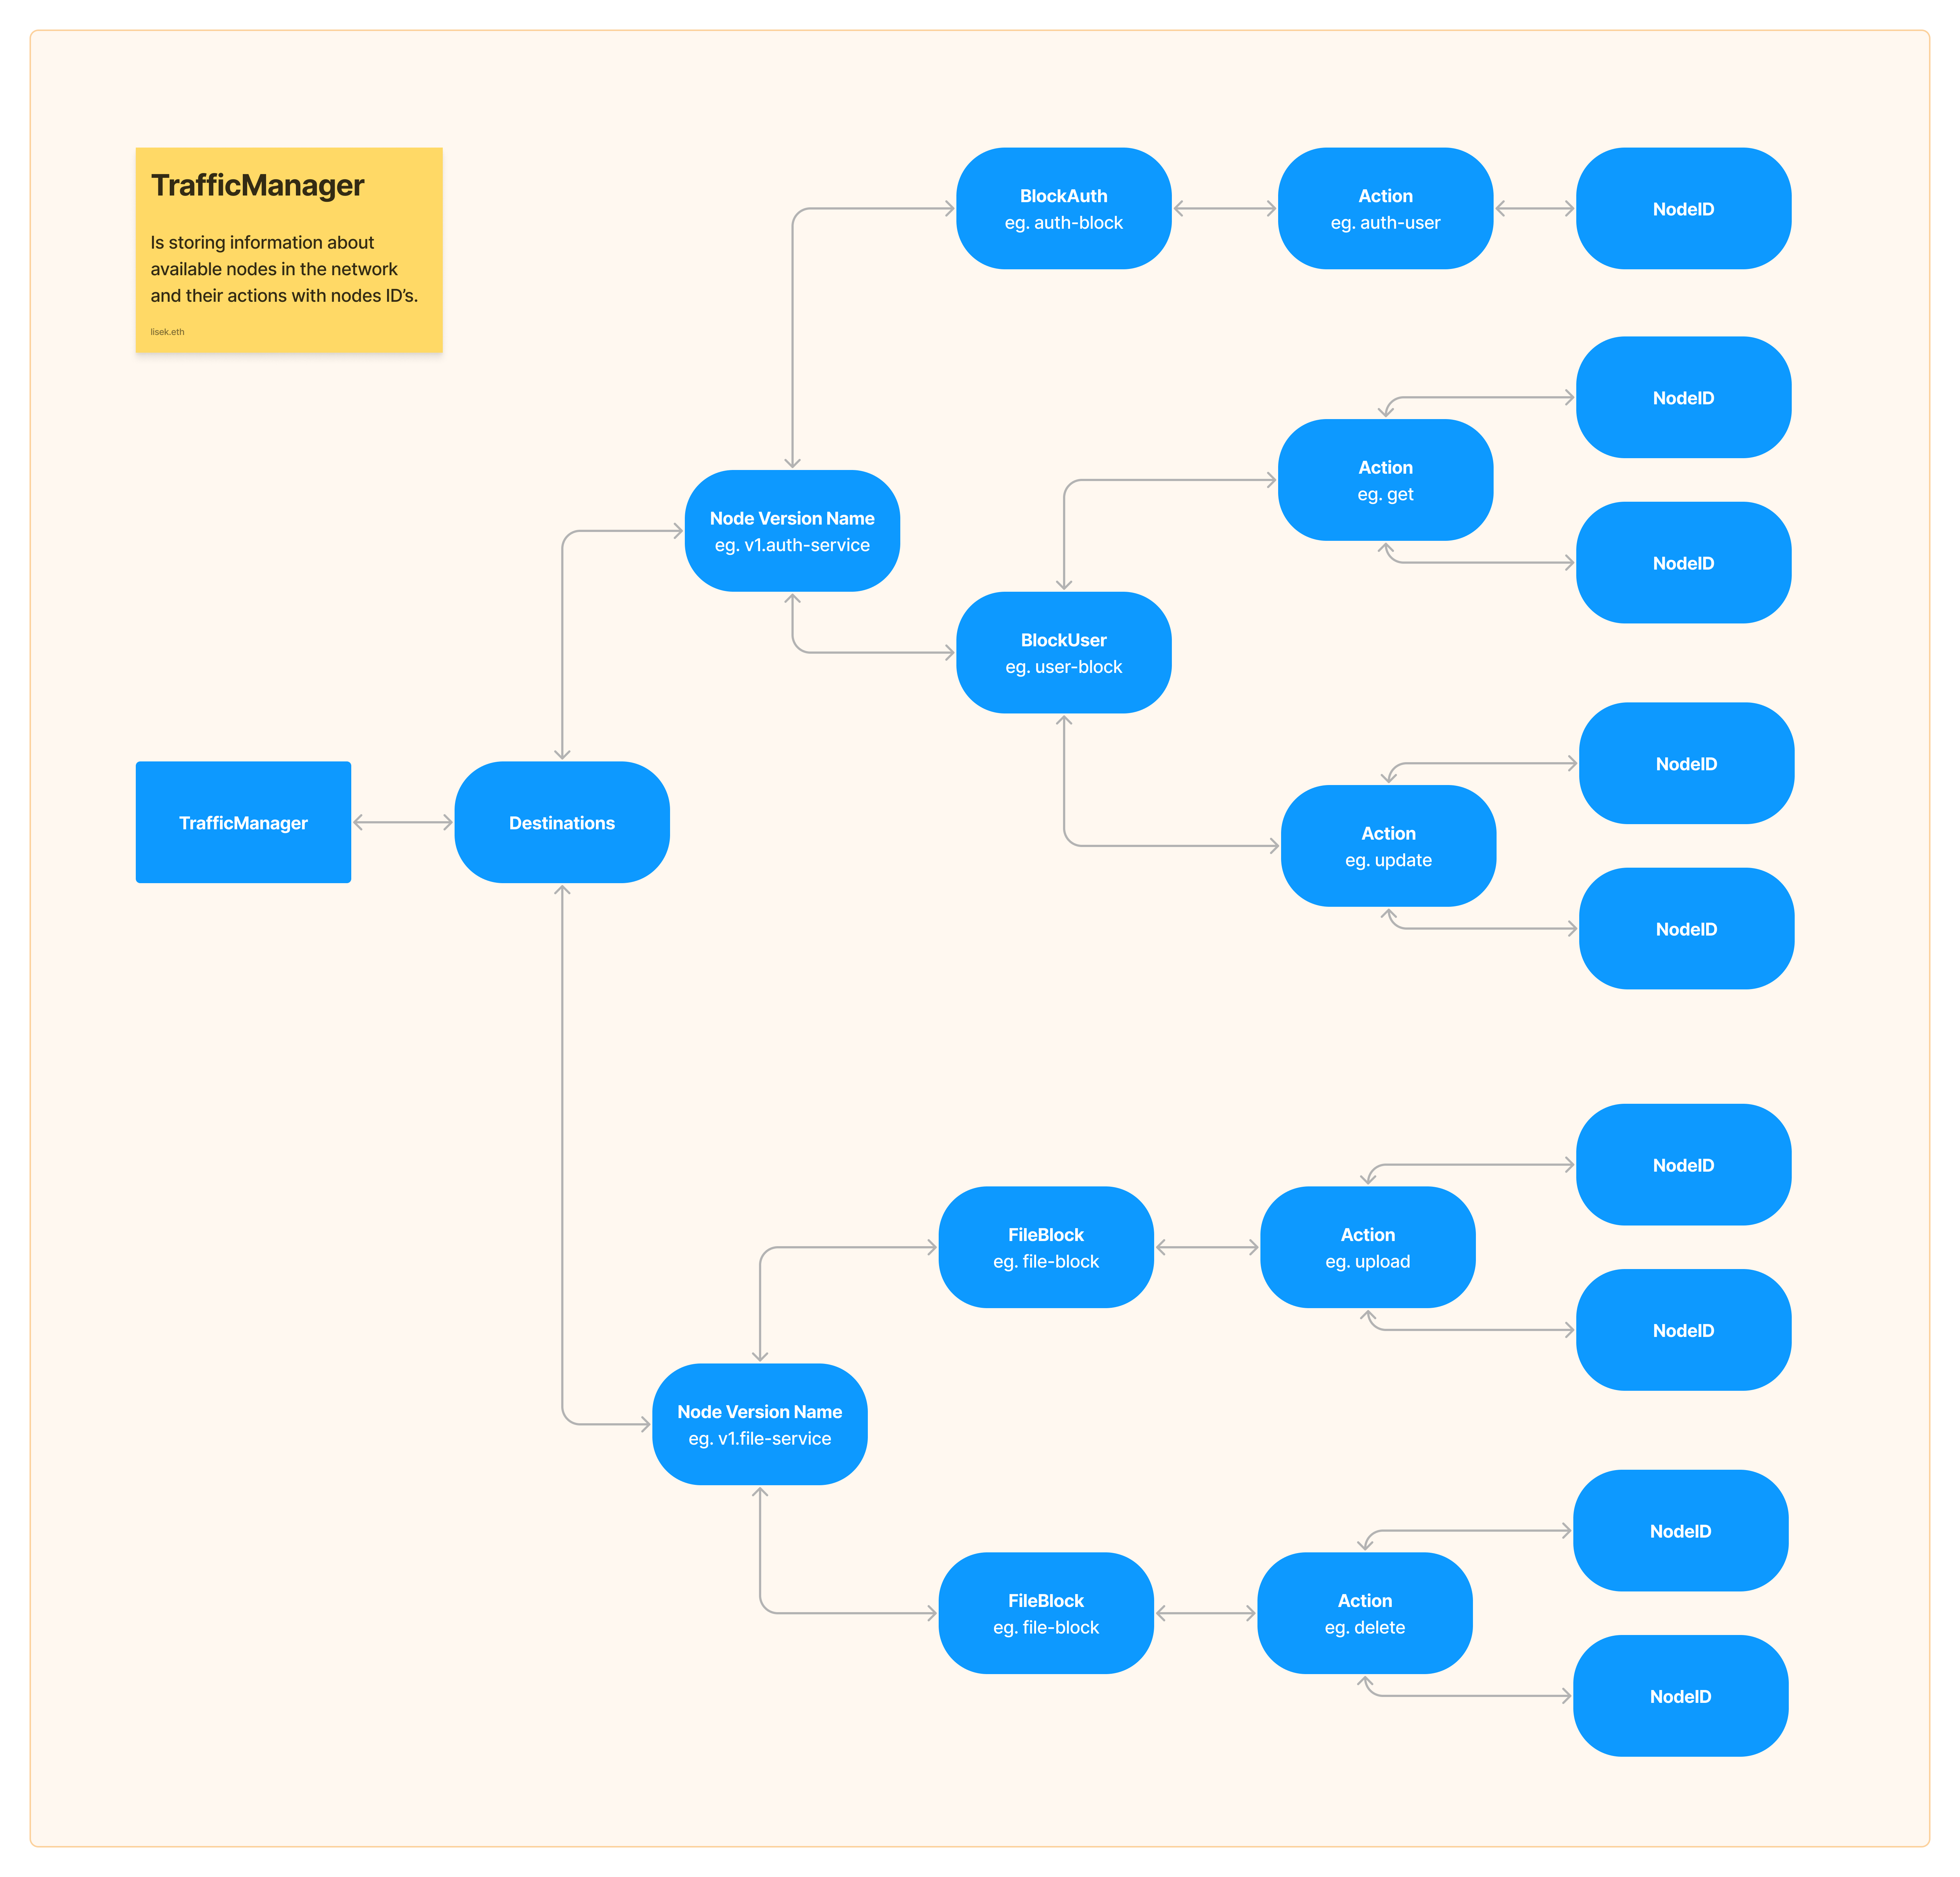 TrafficManager
Is storing information about
available nodes in the network
and their actions with nodes ID's.
lisek.eth
BlockAuth
eg. auth-block
Action
eg. auth-user
NodeID
NodeID
Action
eg. get
NodeID
Node Version Name
eg. v1.auth-service
BlockUser
eg. user-block
NodeID
TrafficManager
Destinations
Action
eg. update
NodeID
NodeID
FileBlock
eg. file-block
Action
eg. upload
NodeID
Node Version Name
eg. v1.file-service
NodeID
FileBlock
eg. file-block
Action
eg. delete
NodeID